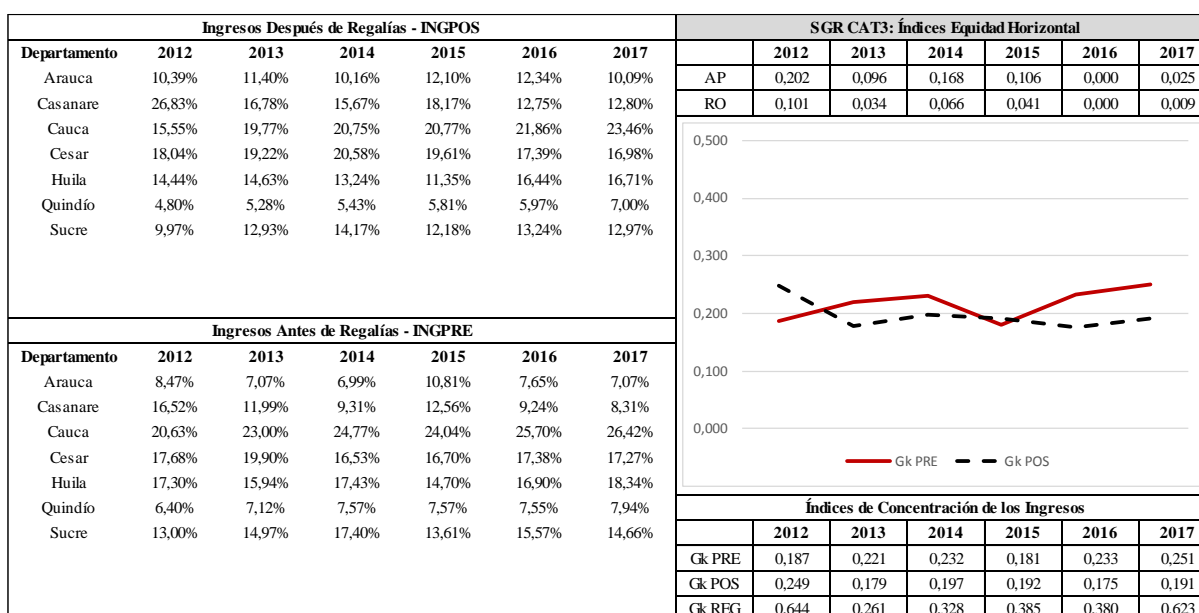 Ingresos Después de Regalías - INGPOS
Departamento 2012 2013 2014 2015 2016 2017
Arauca 10,39% 11,40% 10,16% 12,10% 12,34% 10,09%
Casanare 26,83% 16,78% 15,67% 18,17% 12,75% 12,80%
Cauca 15,55% 19,77% 20,75% 20,77% 21,86% 23,46%
Cesar 18,04% 19,22% 20,58% 19,61% 17,39% 16,98%
Huila 14,44% 14,63% 13,24% 11,35% 16,44% 16,71%
Quindío 4,80% 5,28% 5,43% 5,81% 5,97% 7,00%
Sucre 9,97% 12,93% 14,17% 12,18% 13,24% 12,97%
Ingresos Antes de Regalías - INGPRE
Departamento 2012 2013 2014 2015 2016 2017
Arauca 8,47% 7,07% 6,99% 10,81% 7,65% 7,07%
Casanare 16,52% 11,99% 9,31% 12,56% 9,24% 8,31%
Cauca 20,63% 23,00% 24,77% 24,04% 25,70% 26,42%
Cesar 17,68% 19,90% 16,53% 16,70% 17,38% 17,27%
Huila 17,30% 15,94% 17,43% 14,70% 16,90% 18,34%
Quindío 6,40% 7,12% 7,57% 7,57% 7,55% 7,94%
Sucre 13,00% 14,97% 17,40% 13,61% 15,57% 14,66%
SGR CAT3: Índices Equidad Horizontal
2012 2013 2014 2015 2016 2017
AP 0,202 0,096 0,168 0,106 0,000 0,025
RO 0,101 0,034 0,066 0,041 0,000 0,009
0,500
0,400
0,300
0,200
0,100
0,000
Gk PRE Gk POS
Índices de Concentración de los Ingresos
2012 2013 2014 2015 2016 2017
Gk PRE 0,187 0,221 0,232 0,181 0,233 0,251
Gk POS 0,249 0,179 0,197 0,192 0,175 0,191
Gk REG 0,644 0,261 0,328 0,385 0,380 0,623